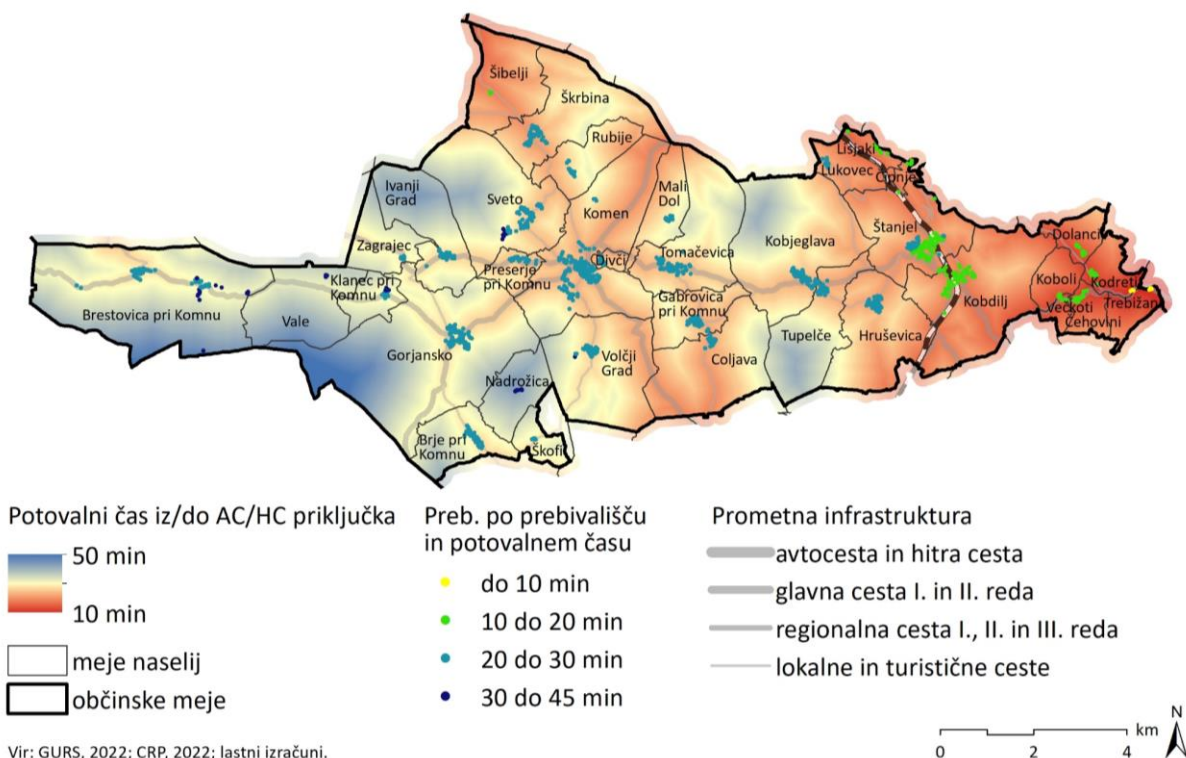 Šibelji
Škrbina
Rubije
Lisjaki
Lukovec
Čipnje
Ivanji
Grad
Sveto
Mali
Dol
Komen
Štanjel
Dolanci
Zagrajec
Divči
Tomačevica
Kobjeglava
Koboli
Kodreti
Preserje
pri Komnu
Klanec pri
Komnu
Gabrovica
pri Komnu
Kobdilj
Večkoti
Trebižani
Čehovini
Brestovica pri Komnu
Vale
Tupelče
Hruševica
Gorjansko
Volčji
Grad
Coljava
Nadrožica
Brje pri
Komnu
Škofi
Potovalni čas iz/do AC/HC priključka
50 min
10 min
meje naselij
občinske meje
Preb. po prebivališču
in potovalnem času
do 10 min
10 do 20 min
20 do 30 min
30 do 45 min
Prometna infrastruktura
avtocesta in hitra cesta
glavna cesta I. in II. reda
regionalna cesta I., II. in III. reda
lokalne in turistične ceste
Vir: GURS, 2022; CRP, 2022; lastni izračuni.
km
0 2 4
N